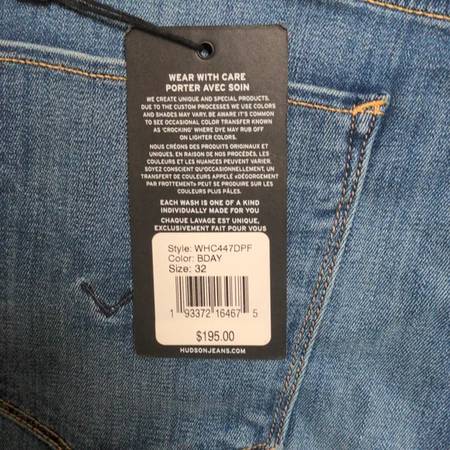 WEAR WITH CARE
PORTER AVEC SOIN
WE CREATE UNIQUE AND SPECIAL PRODUCTS.
DUE TO THE CUSTOM PROCESSES WE USE COLORS
AND SHADES MAY VARY. BE AWARE IT'S COMMON
TO SEE OCCASIONAL COLOR TRANSFER KNOWN
AS 'CROCKING' WHERE DYE MAY RUB OFF
ON LIGHTER COLORS.
NOUS CRÉONS DES PRODUITS ORIGINAUX ET
UNIQUES. EN RAISON DE NOS PROCÉDÉS, LES
COULEURS ET LES NUANCES PEUVENT VARIER.
SOYEZ CONSCIENT QU'OCCASIONNELLEMENT, UN
TRANSFERT DE COULEURS APPELÉ «DÉGORGEMENT
PAR FROTTEMENT» PEUT SE PRODUIRE SUR LES
COULEURS PLUS PÂLES.
EACH WASH IS ONE OF A KIND
INDIVIDUALLY MADE FOR YOU
CHAQUE LAVAGE EST UNIQUE,
EXCLUSIVEMENT FAIT POUR VOUS
Style: WHC447DPF
Color: BDAY
Size: 32
1 93372 16467 5
$195.00
HUDSONJEANS.COM